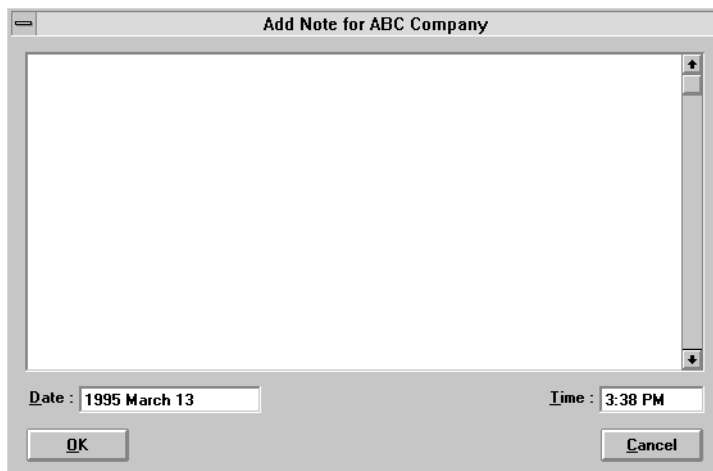 Add Note for ABC Company
Date : 1995 March 13 Time : 3:38 PM
OK Cancel